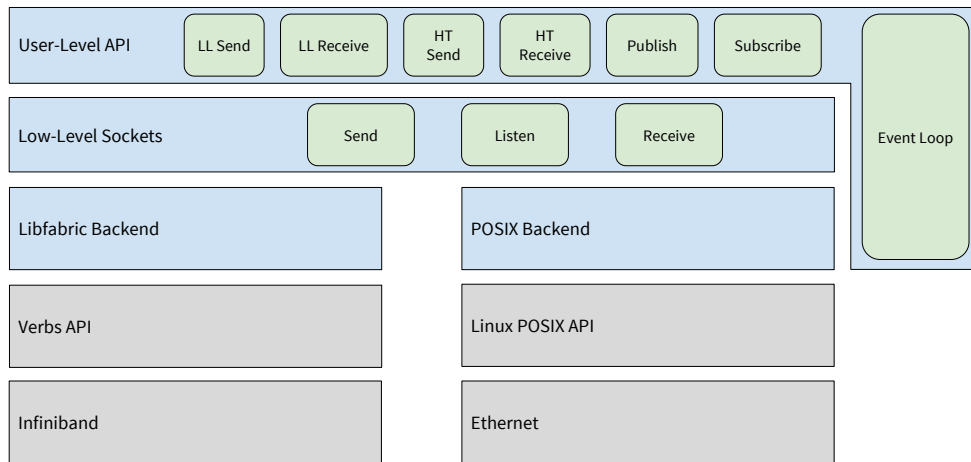 User-Level API
LL Send
LL Receive
HT
Send
HT
Receive
Publish
Subscribe
Event Loop
Low-Level Sockets
Send
Listen
Receive
Libfabric Backend
POSIX Backend
Verbs API
Linux POSIX API
Infiniband
Ethernet